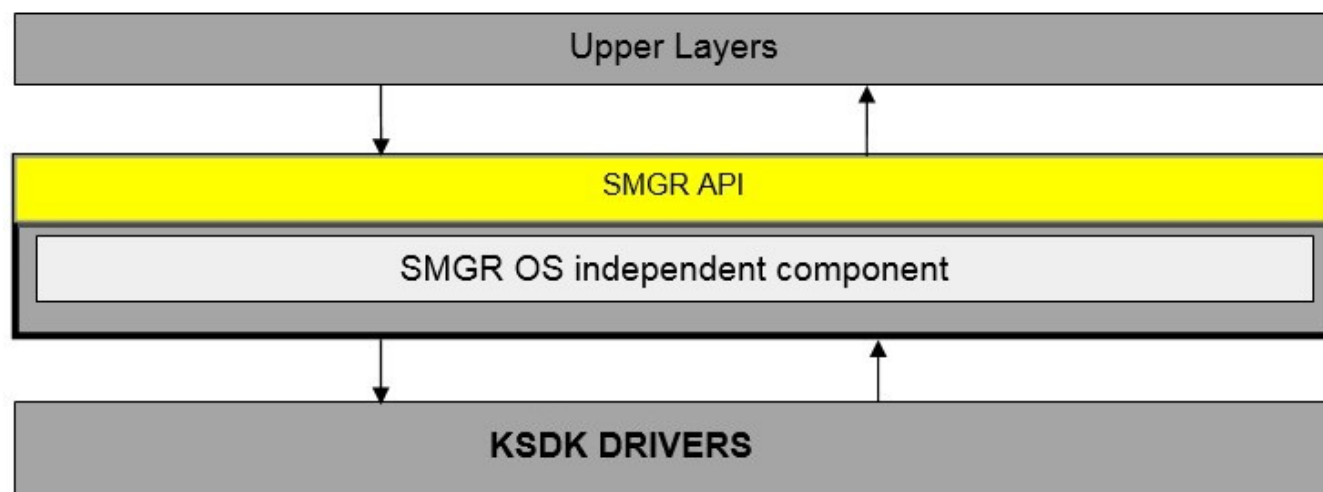 Upper Layers
SMGR API
SMGR OS independent component
KSDK DRIVERS